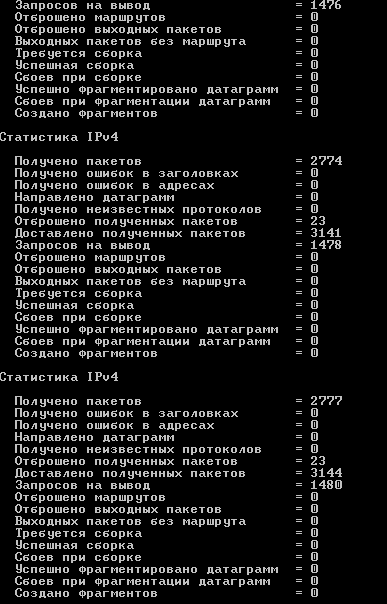 Запросов на вывод = 1476
Отброшено маршрутов = 0
Отброшено выходных пакетов = 0
Выходных пакетов без маршрута = 0
Требуется сборка = 0
Успешная сборка = 0
Сбоев при сборке = 0
Успешно фрагментировано датаграмм = 0
Сбоев при фрагментации датаграмм = 0
Создано фрагментов = 0
Статистика IPv4
Получено пакетов = 2774
Получено ошибок в заголовках = 0
Получено ошибок в адресах = 0
Направлено датаграмм = 0
Получено неизвестных протоколов = 0
Отброшено полученных пакетов = 23
Доставлено полученных пакетов = 3141
Запросов на вывод = 1478
Отброшено маршрутов = 0
Отброшено выходных пакетов = 0
Выходных пакетов без маршрута = 0
Требуется сборка = 0
Успешная сборка = 0
Сбоев при сборке = 0
Успешно фрагментировано датаграмм = 0
Сбоев при фрагментации датаграмм = 0
Создано фрагментов = 0
Статистика IPv4
Получено пакетов = 2777
Получено ошибок в заголовках = 0
Получено ошибок в адресах = 0
Направлено датаграмм = 0
Получено неизвестных протоколов = 0
Отброшено полученных пакетов = 23
Доставлено полученных пакетов = 3144
Запросов на вывод = 1480
Отброшено маршрутов = 0
Отброшено выходных пакетов = 0
Выходных пакетов без маршрута = 0
Требуется сборка = 0
Успешная сборка = 0
Сбоев при сборке = 0
Успешно фрагментировано датаграмм = 0
Сбоев при фрагментации датаграмм = 0
Создано фрагментов = 0